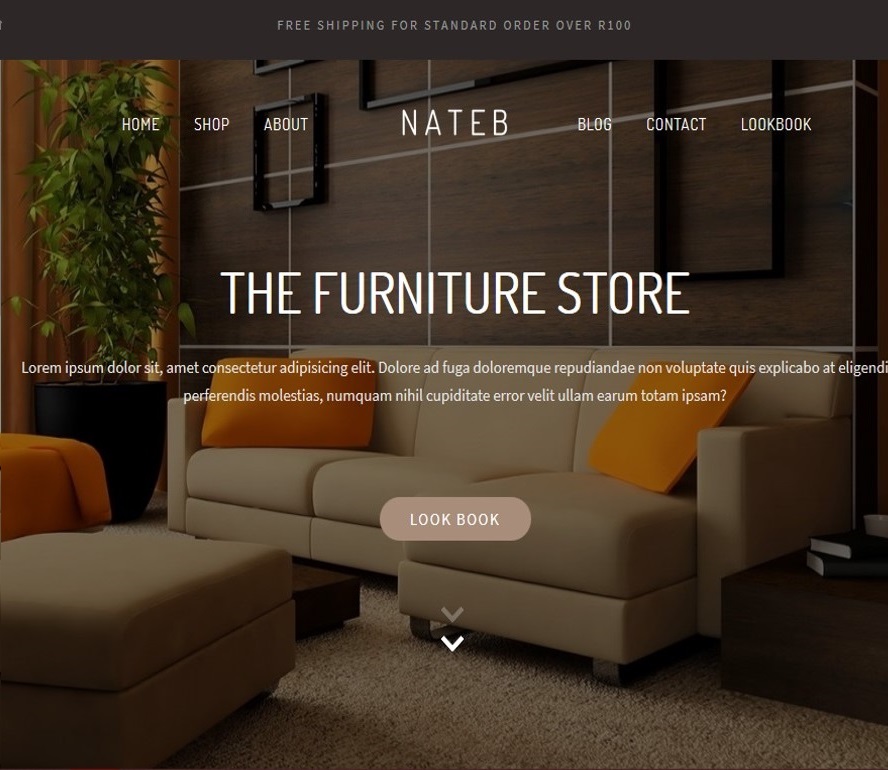 FREE SHIPPING FOR STANDARD ORDER OVER R100
HOME SHOP ABOUT NATEB BLOG CONTACT LOOKBOOK
THE FURNITURE STORE
Lorem ipsum dolor sit, amet consectetur adipisicing elit. Dolore ad fuga doloremque repudiandae non voluptate quis explicabo at eligendi
perferendis molestias, numquam nihil cupiditate error velit ullam earum totam ipsam?
LOOK BOOK